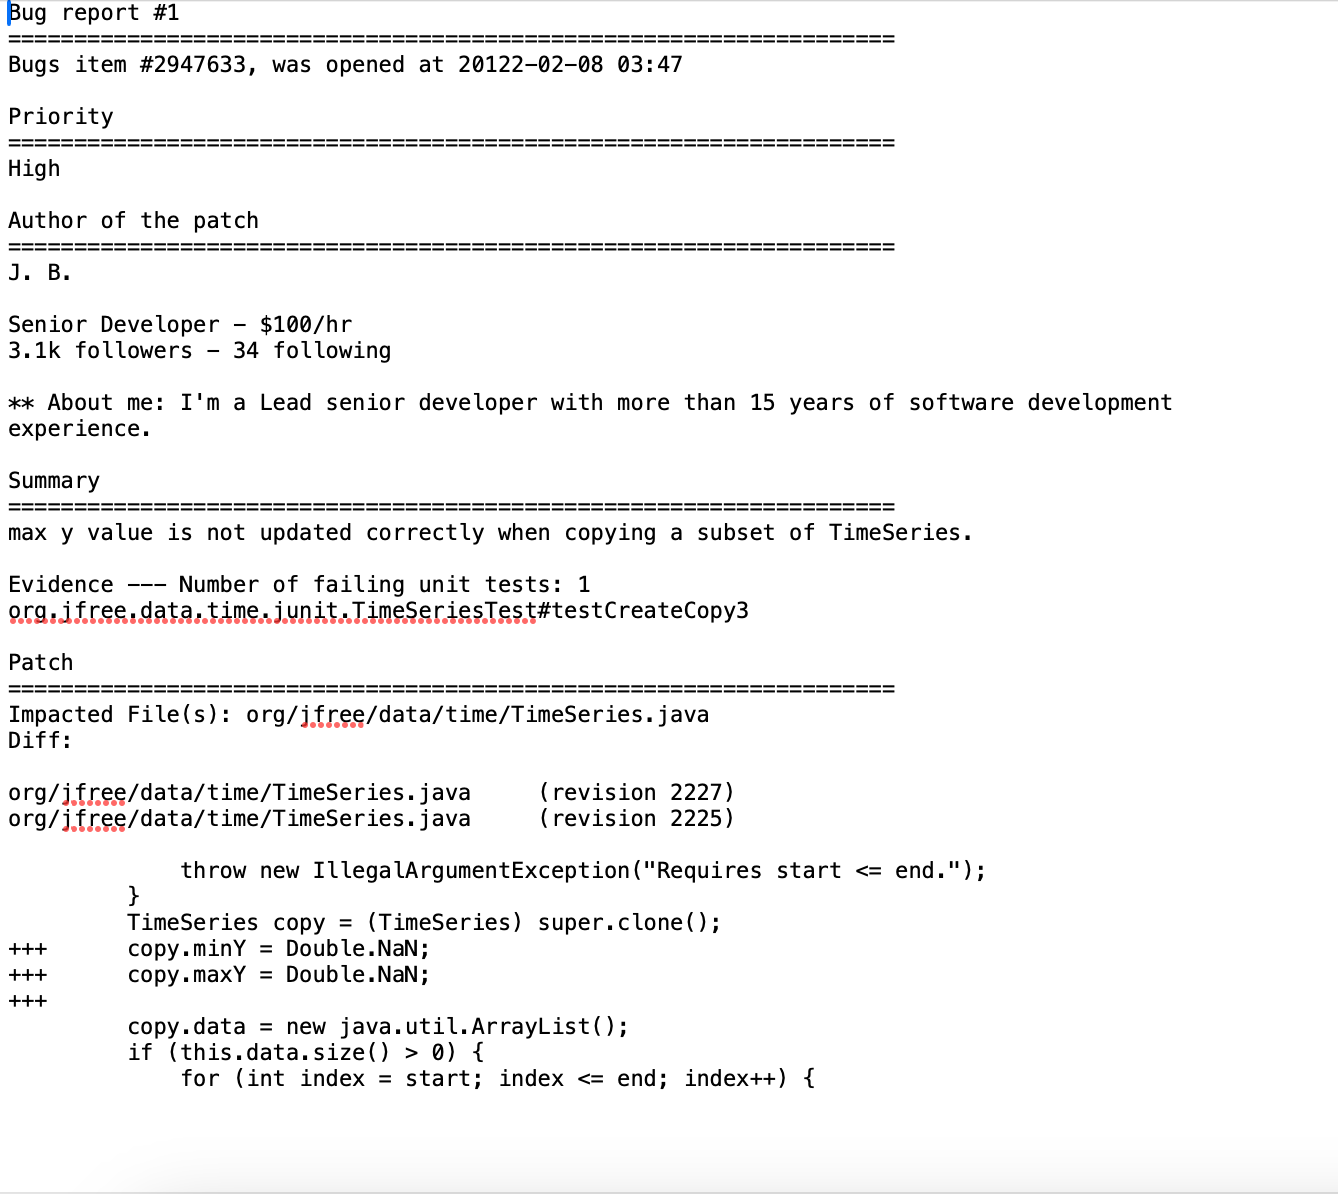 Bug report #1
===================================================================
Bugs item #2947633, was opened at 20122-02-08 03:47
Priority
===================================================================
High
Author of the patch
===================================================================
J. B.
Senior Developer – $100/hr
3.1k followers – 34 following
** About me: I'm a Lead senior developer with more than 15 years of software development
experience.
Summary
===================================================================
max y value is not updated correctly when copying a subset of TimeSeries.
Evidence --- Number of failing unit tests: 1
org.jfree.data.time.junit.TimeSeriesTest#testCreateCopy3
Patch
===================================================================
Impacted File(s): org/jfree/data/time/TimeSeries.java
Diff:
org/jfree/data/time/TimeSeries.java     (revision 2227)
org/jfree/data/time/TimeSeries.java     (revision 2225)
             throw new IllegalArgumentException("Requires start <= end.");
         }
         TimeSeries copy = (TimeSeries) super.clone();
+++      copy.minY = Double.NaN;
+++      copy.maxY = Double.NaN;
+++
         copy.data = new java.util.ArrayList();
         if (this.data.size() > 0) {
             for (int index = start; index <= end; index++) {